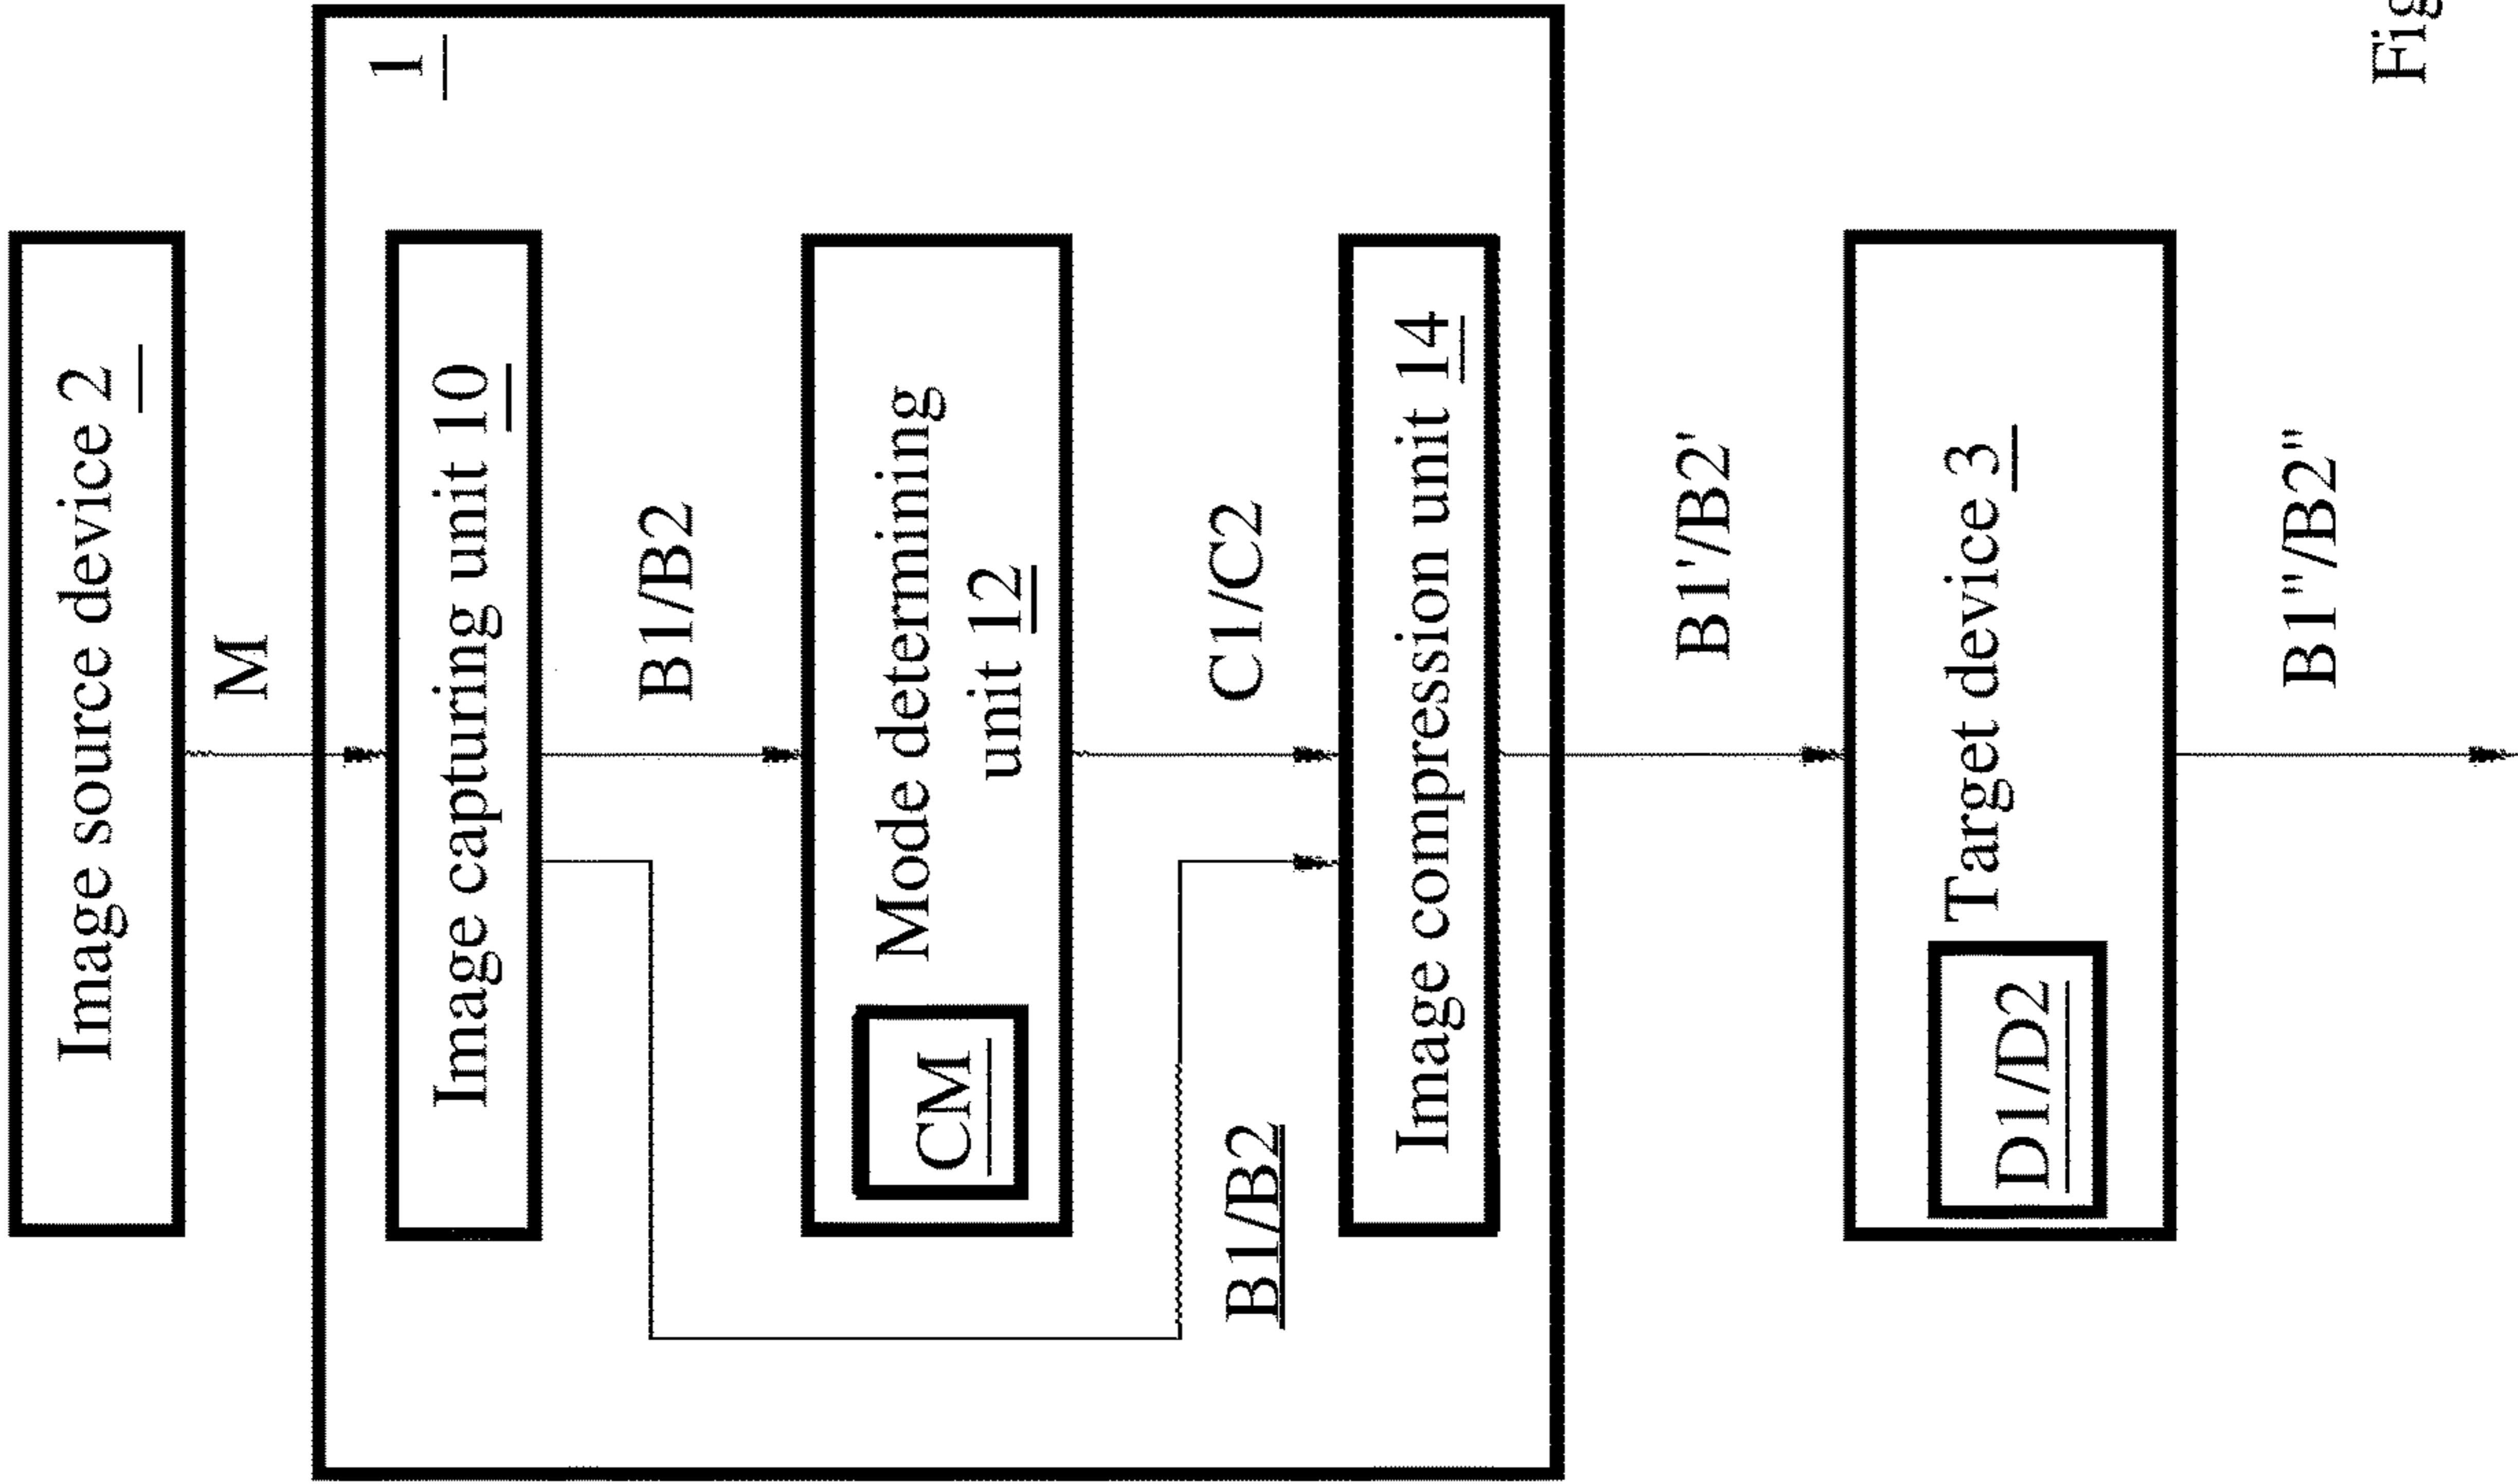 Image source device 2
M
1
Image capturing unit 10
B1/B2
CM
Mode determining
unit 12
B1/B2
C1/C2
Image compression unit 14
B1'/B2'
D1/D2
Target device 3
B1"/B2"
Fig